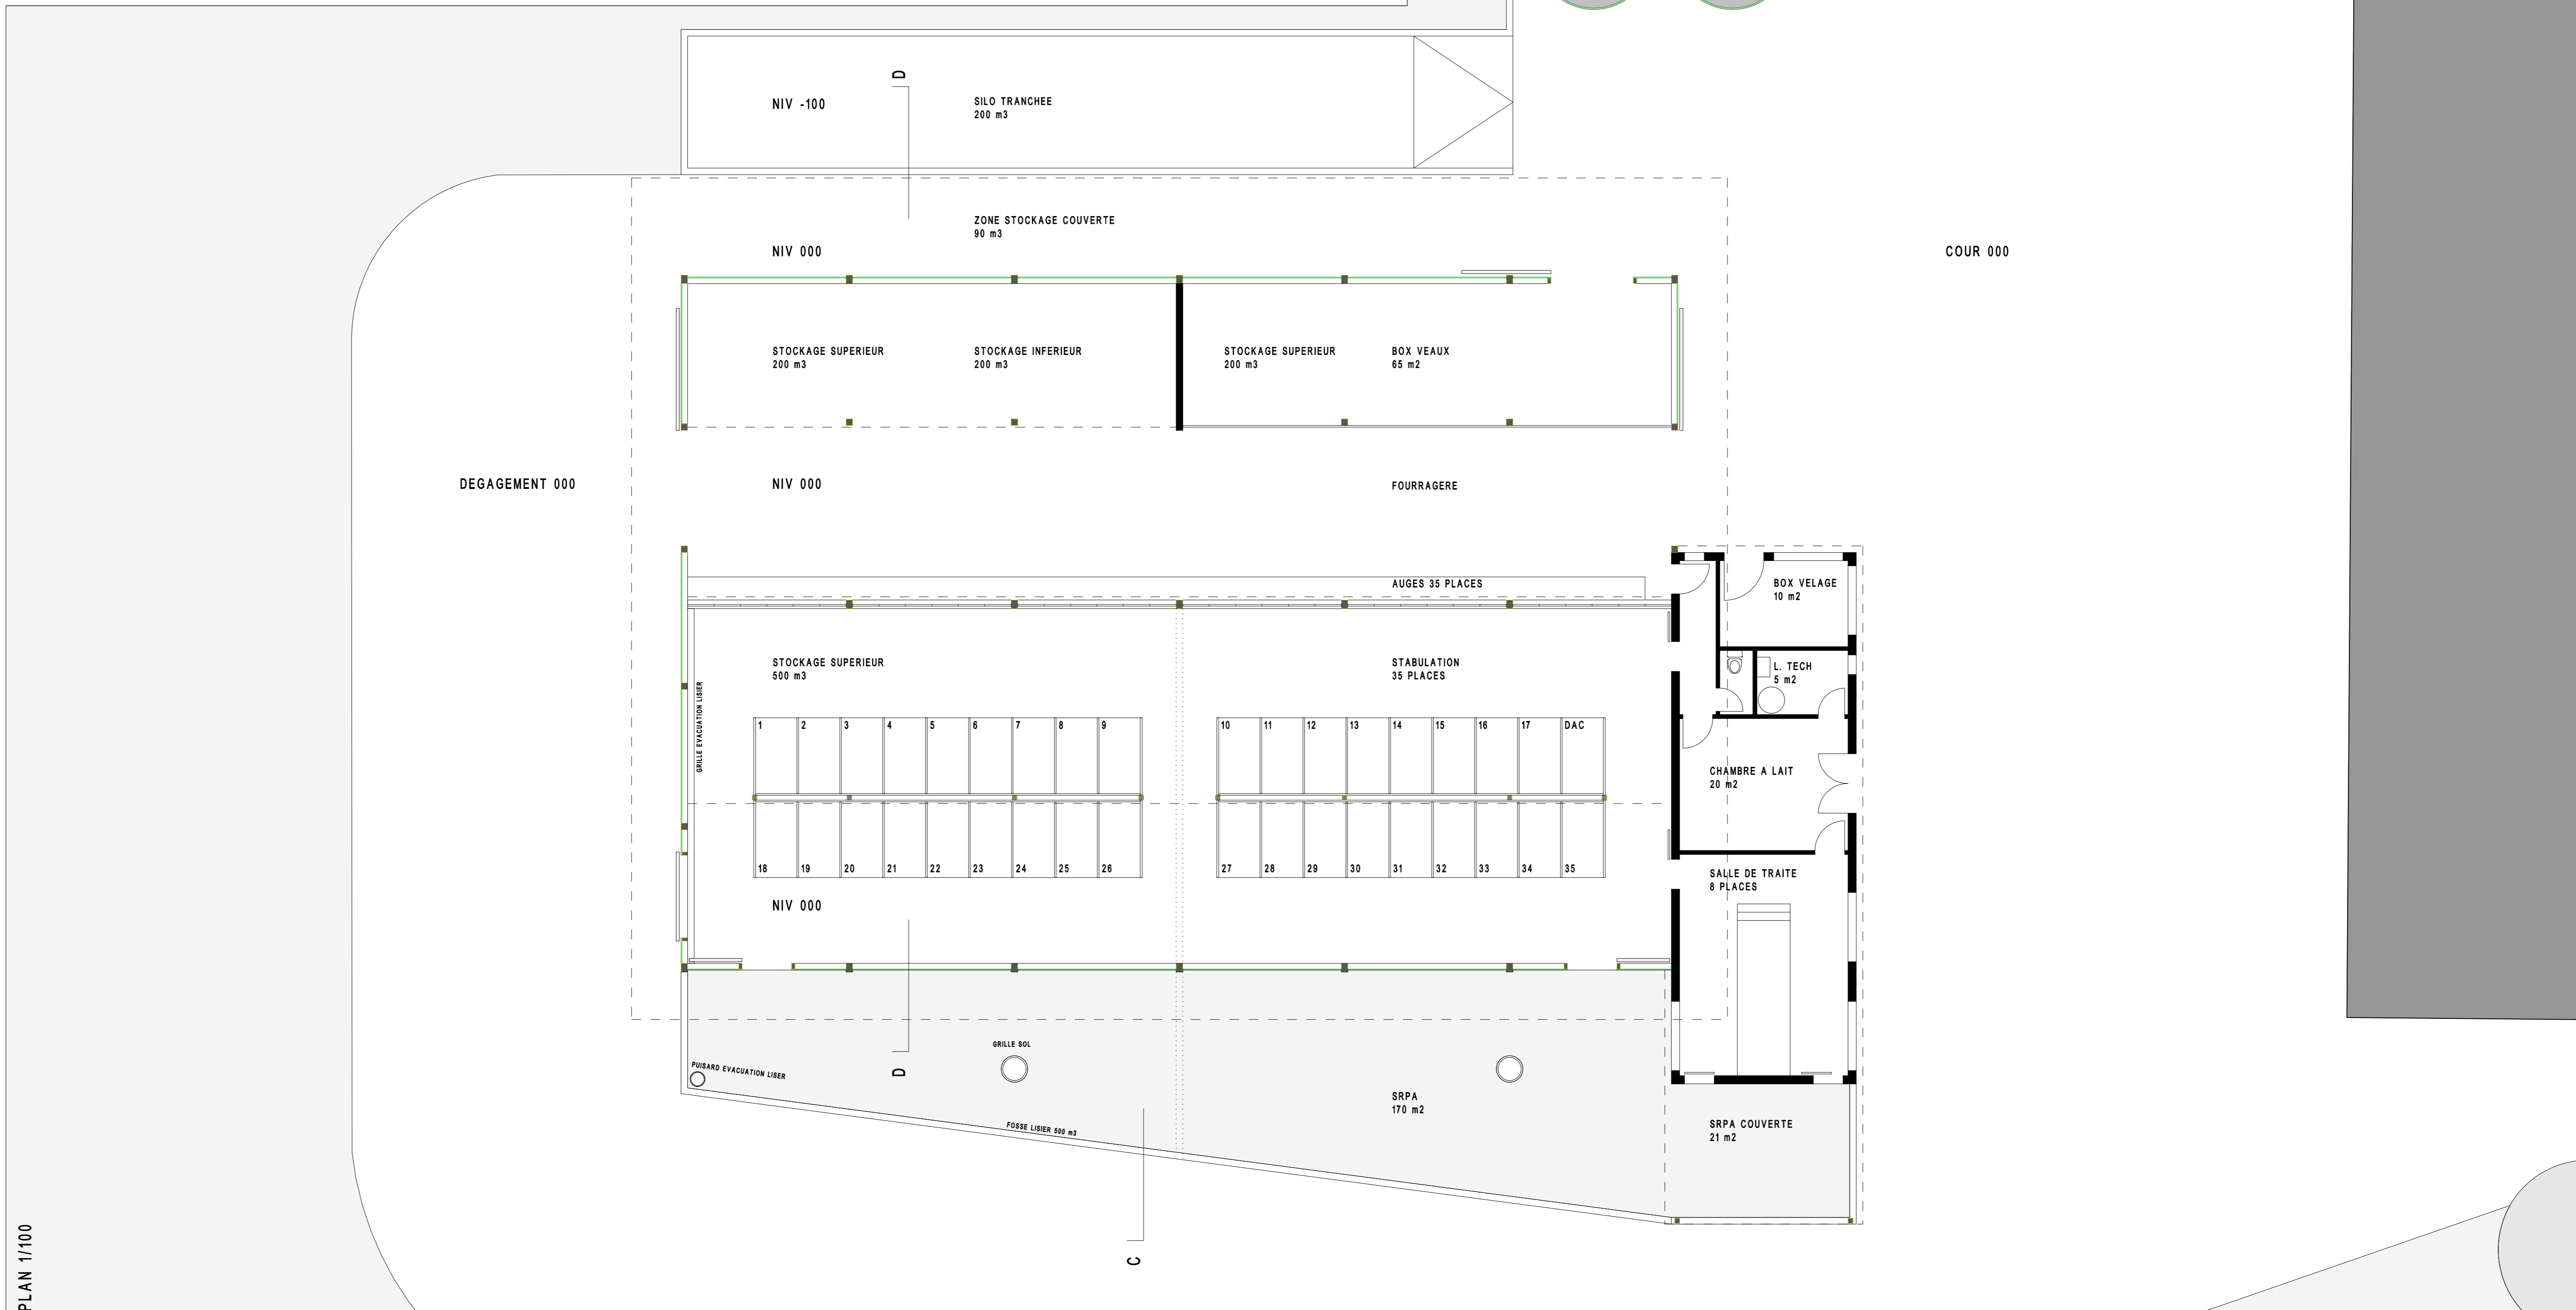 D
NIV -100
SILO TRANCHEE
200 m3
ZONE STOCKAGE COUVERTE
90 m3
NIV 000
COUR 000
STOCKAGE SUPERIEUR
200 m3
STOCKAGE INFERIEUR
200 m3
STOCKAGE SUPERIEUR
200 m3
BOX VEAUX
65 m2
DEGAGEMENT 000
NIV 000
FOURRAGERE
AUGES 35 PLACES
BOX VELAGE
10 m2
STOCKAGE SUPERIEUR
500 m3
STABULATION
35 PLACES
L. TECH
5 m2
GRILLE EVACUATION LISIER
1 2 3 4 5 6 7 8 9
10 11 12 13 14 15 16 17 DAC
CHAMBRE A LAIT
20 m2
18 19 20 21 22 23 24 25 26
27 28 29 30 31 32 33 34 35
SALLE DE TRAITE
8 PLACES
NIV 000
GRILLE SOL
PUISARD EVACUATION LISER
D
SRPA
170 m2
FOSSE LISIER 500 m3
SRPA COUVERTE
21 m2
C
PLAN 1/100